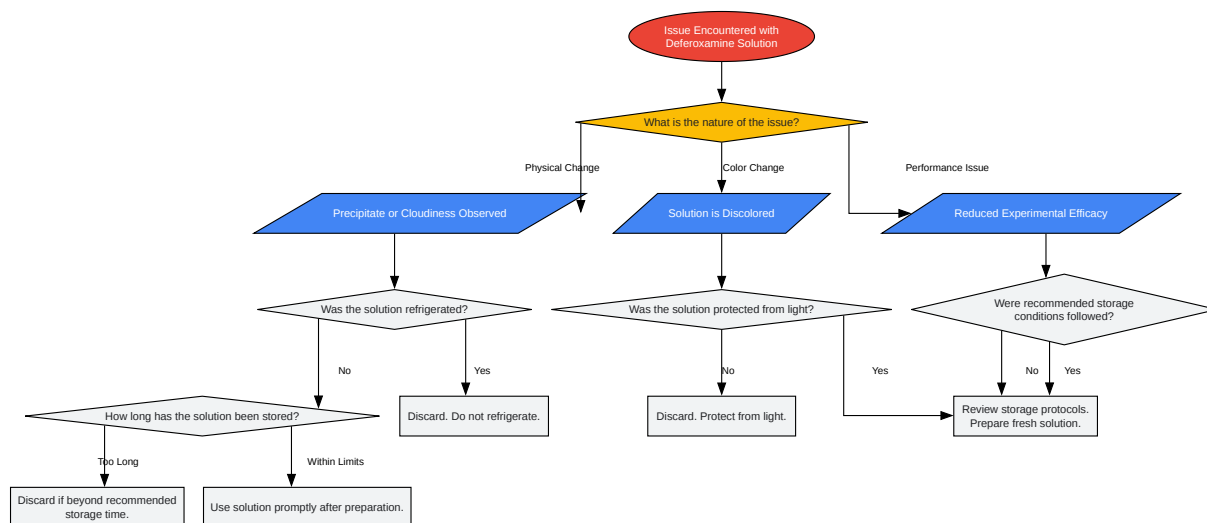 Issue Encountered with
Deferoxamine Solution
What is the nature of the issue?
Physical Change
Color Change
Performance Issue
Precipitate or Cloudiness Observed
Solution is Discolored
Reduced Experimental Efficacy
Was the solution refrigerated?
Was the solution protected from light?
Were recommended storage
conditions followed?
No
Yes
No
Yes
No
Yes
How long has the solution been stored?
Discard. Do not refrigerate.
Discard. Protect from light.
Review storage protocols.
Prepare fresh solution.
Too Long
Within Limits
Discard if beyond recommended
storage time.
Use solution promptly after preparation.